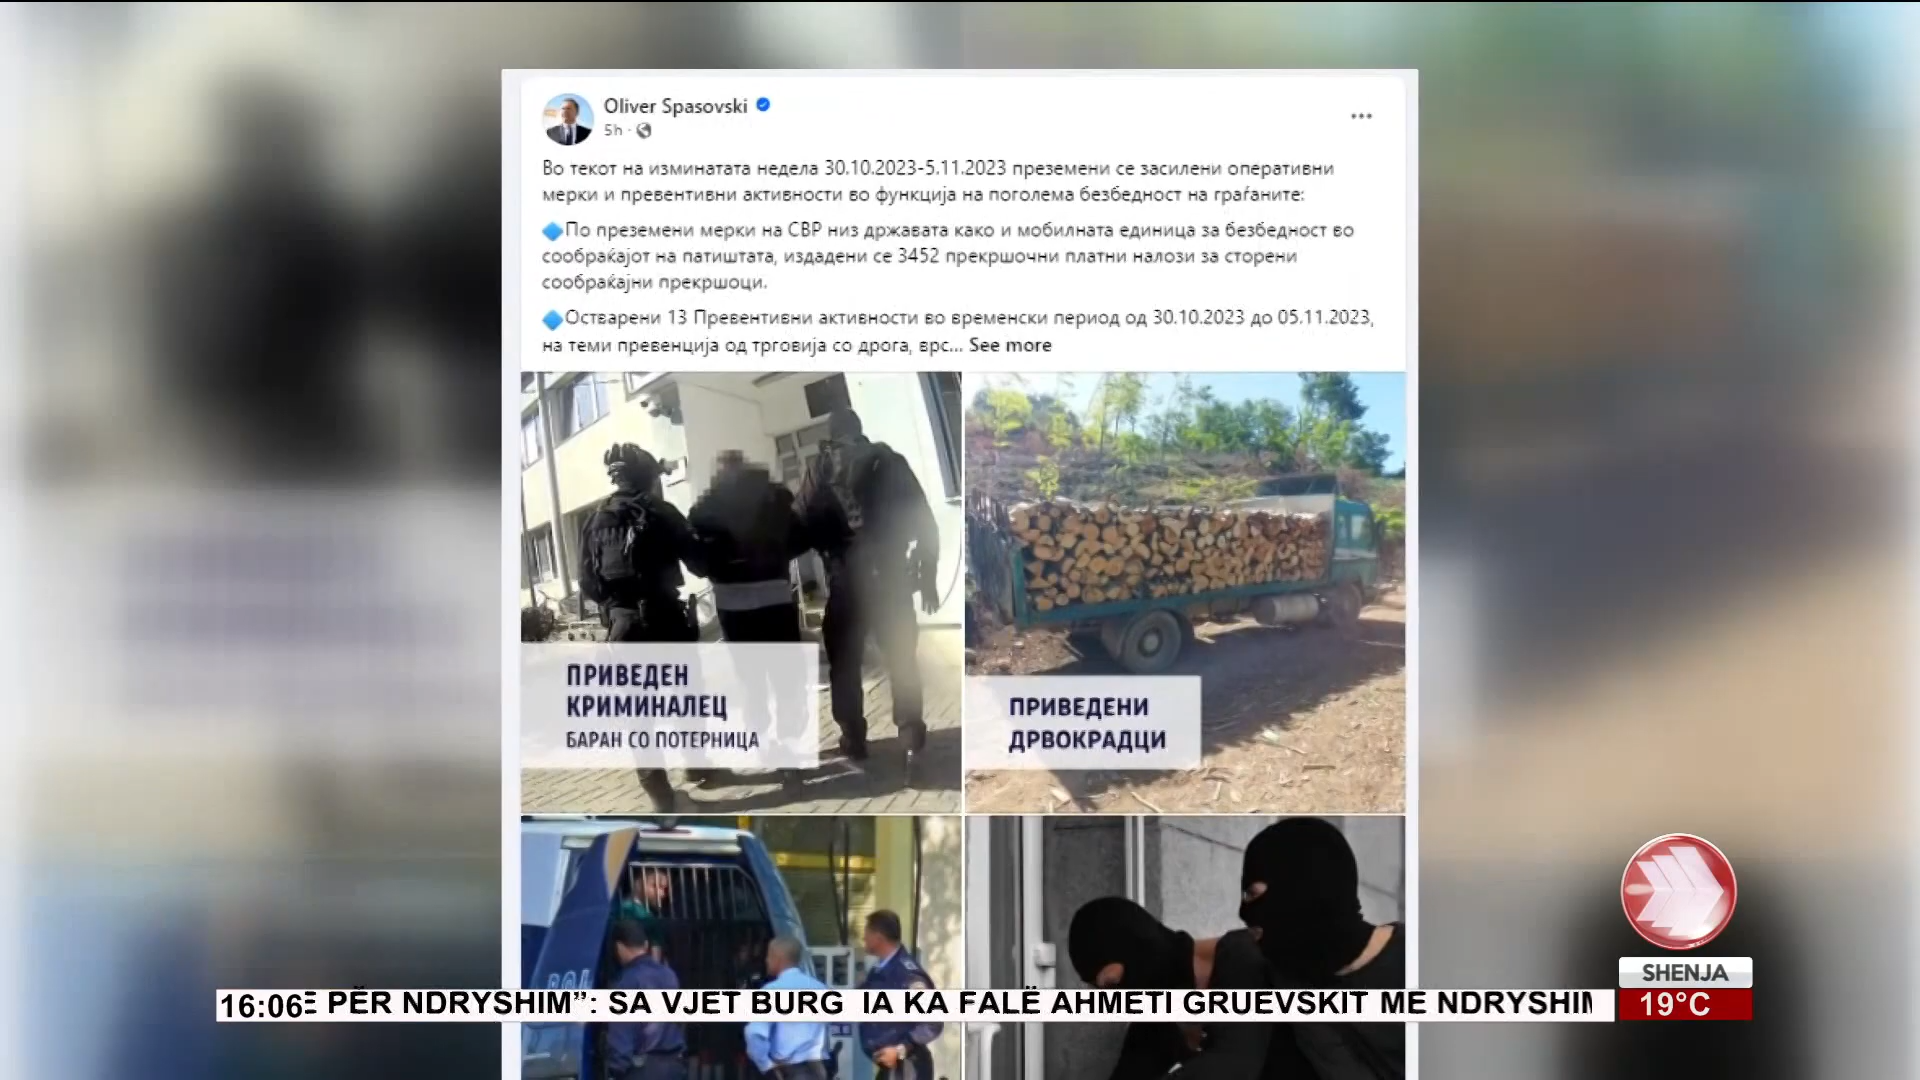 Oliver Spasovski
5h ·
Во текот на изминатата недела 30.10.2023-5.11.2023 преземени се засилени оперативни
мерки и превентивни активности во функција на поголема безбедност на граѓаните:
🔷По преземени мерки на СВР низ државата како и мобилната единица за безбедност во
сообраќајот на патиштата, издадени се 3452 прекршочни платни налози за сторени
сообраќајни прекршоци.
🔷Остварени 13 Превентивни активности во временски период од 30.10.2023 до 05.11.2023,
на теми превенција од трговија со дрога, врс... See more
ПРИВЕДЕН
КРИМИНАЛЕЦ
БАРАН СО ПОТЕРНИЦА
ПРИВЕДЕНИ
ДРВОКРАДЦИ
SHENJA
16:06 PËR NDRYSHIM”: SA VJET BURG IA KA FALË AHMETI GRUEVSKIT ME NDRYSHIM
19°C